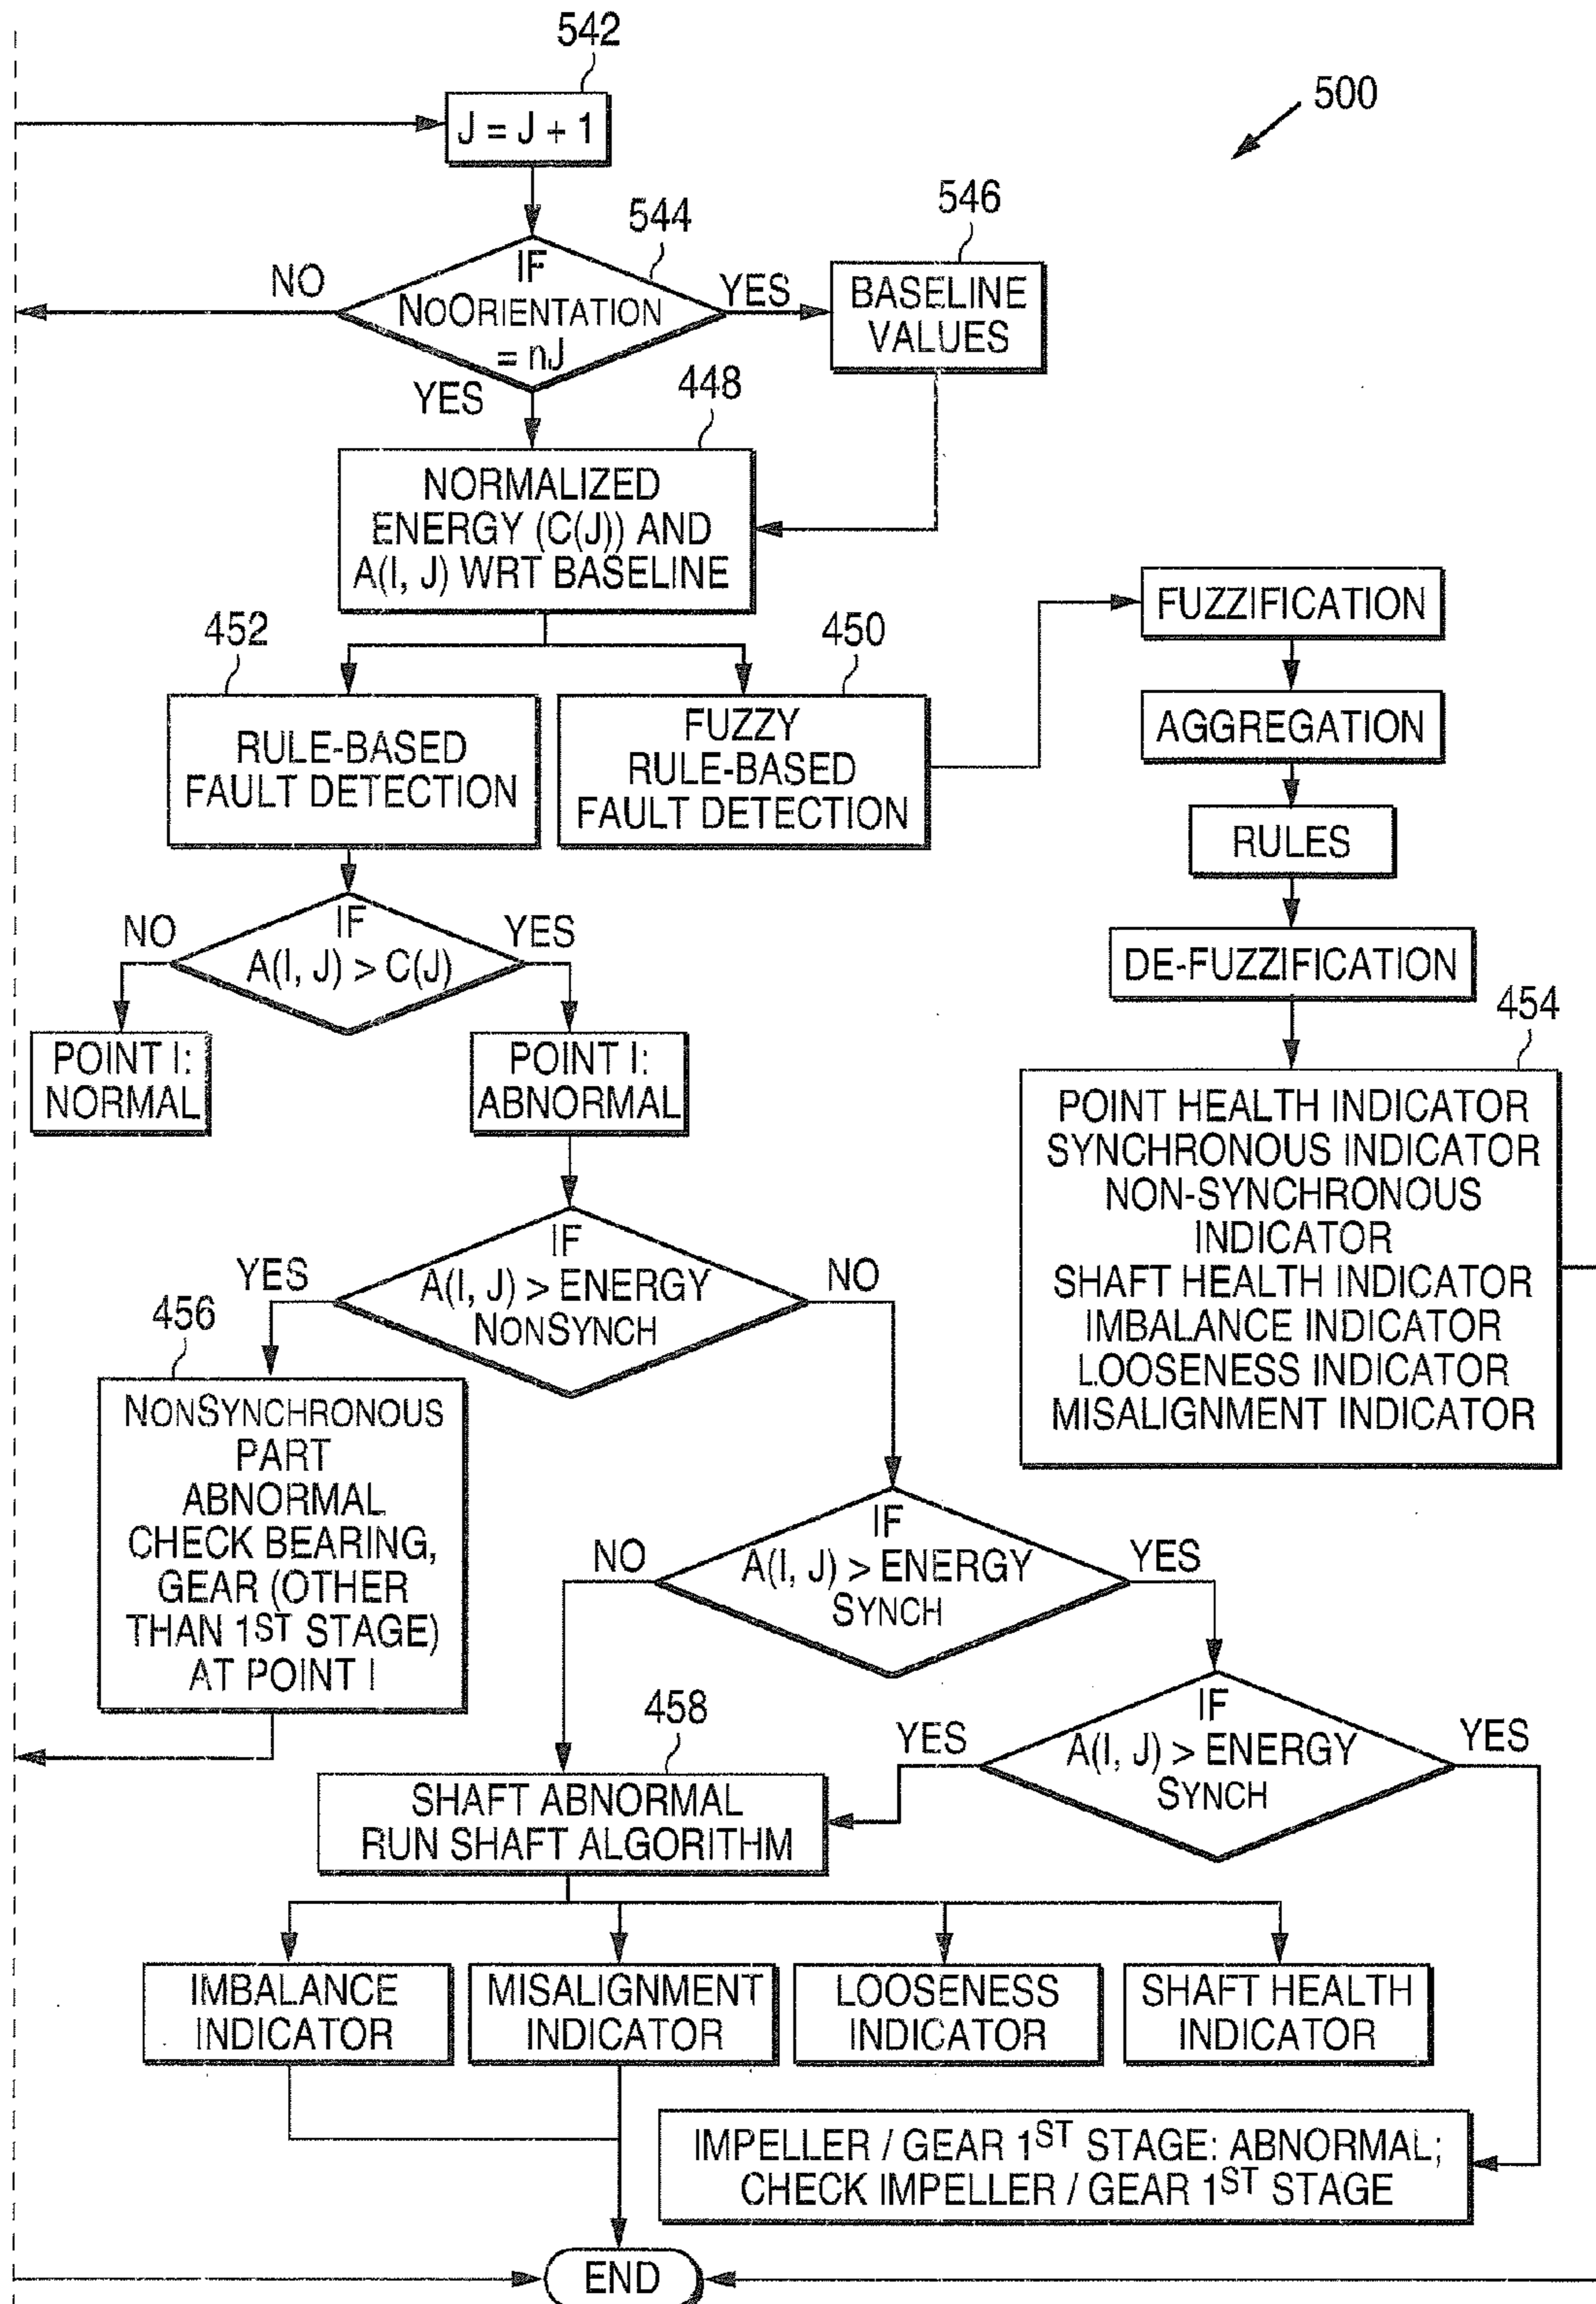 542
J = J + 1
500
544
546
IF
NOORIENTATION
= nJ
NO
YES
YES
BASELINE
VALUES
448
NORMALIZED
ENERGY (C(J)) AND
A(I, J) WRT BASELINE
452
450
RULE-BASED
FAULT DETECTION
FUZZY
RULE-BASED
FAULT DETECTION
FUZZIFICATION
AGGREGATION
RULES
DE-FUZZIFICATION
454
POINT HEALTH INDICATOR
SYNCHRONOUS INDICATOR
NON-SYNCHRONOUS
INDICATOR
SHAFT HEALTH INDICATOR
IMBALANCE INDICATOR
LOOSENESS INDICATOR
MISALIGNMENT INDICATOR
NO
IF
A(I, J) > C(J)
YES
POINT I:
NORMAL
POINT I:
ABNORMAL
YES
IF
A(I, J) > ENERGY
NONSYNCH
NO
456
NONSYNCHRONOUS
PART
ABNORMAL
CHECK BEARING,
GEAR (OTHER
THAN 1ST STAGE)
AT POINT I
NO
IF
A(I, J) > ENERGY
SYNCH
YES
YES
IF
A(I, J) > ENERGY
SYNCH
YES
458
SHAFT ABNORMAL
RUN SHAFT ALGORITHM
IMBALANCE
INDICATOR
MISALIGNMENT
INDICATOR
LOOSENESS
INDICATOR
SHAFT HEALTH
INDICATOR
IMPELLER / GEAR 1ST STAGE: ABNORMAL;
CHECK IMPELLER / GEAR 1ST STAGE
END